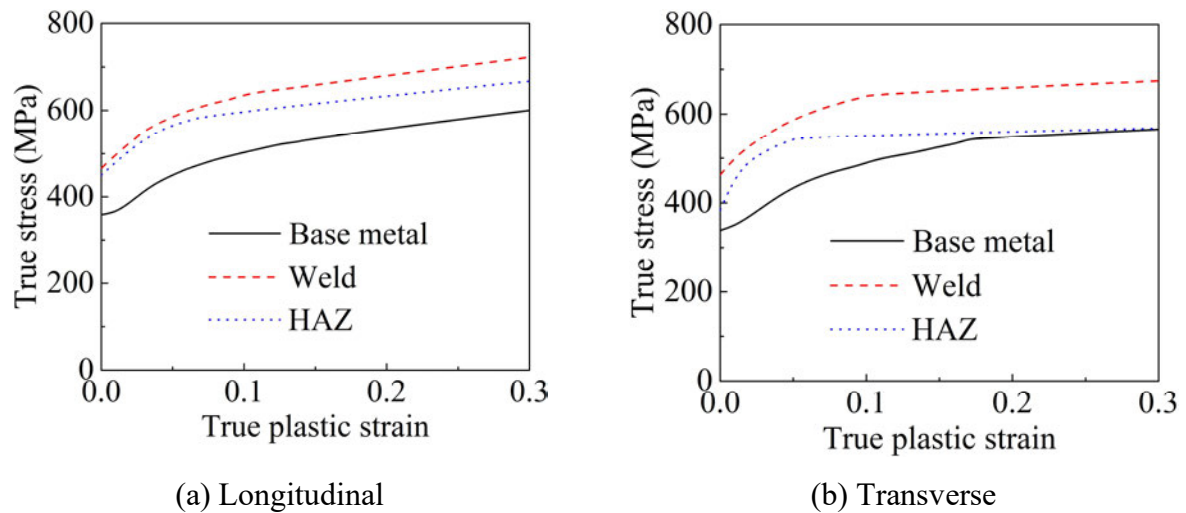 800
600
400
200
0
True stress (MPa)
Base metal
Weld
HAZ
0.0 0.1 0.2 0.3
True plastic strain
(a) Longitudinal
800
600
400
200
0
True stress (MPa)
Base metal
Weld
HAZ
0.0 0.1 0.2 0.3
True plastic strain
(b) Transverse